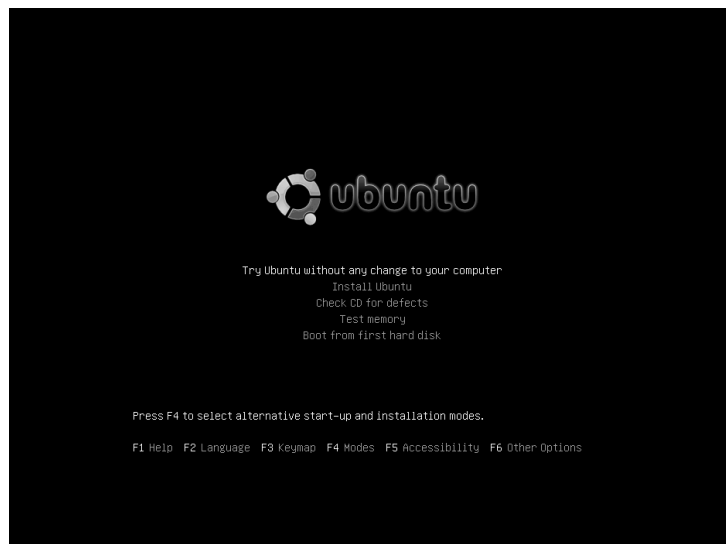 ubuntu
Try Ubuntu without any change to your computer
Install Ubuntu
Check CD for defects
Test memory
Boot from first hard disk
Press F4 to select alternative start-up and installation modes.
F1 Help F2 Language F3 Keymap F4 Modes F5 Accessibility F6 Other Options